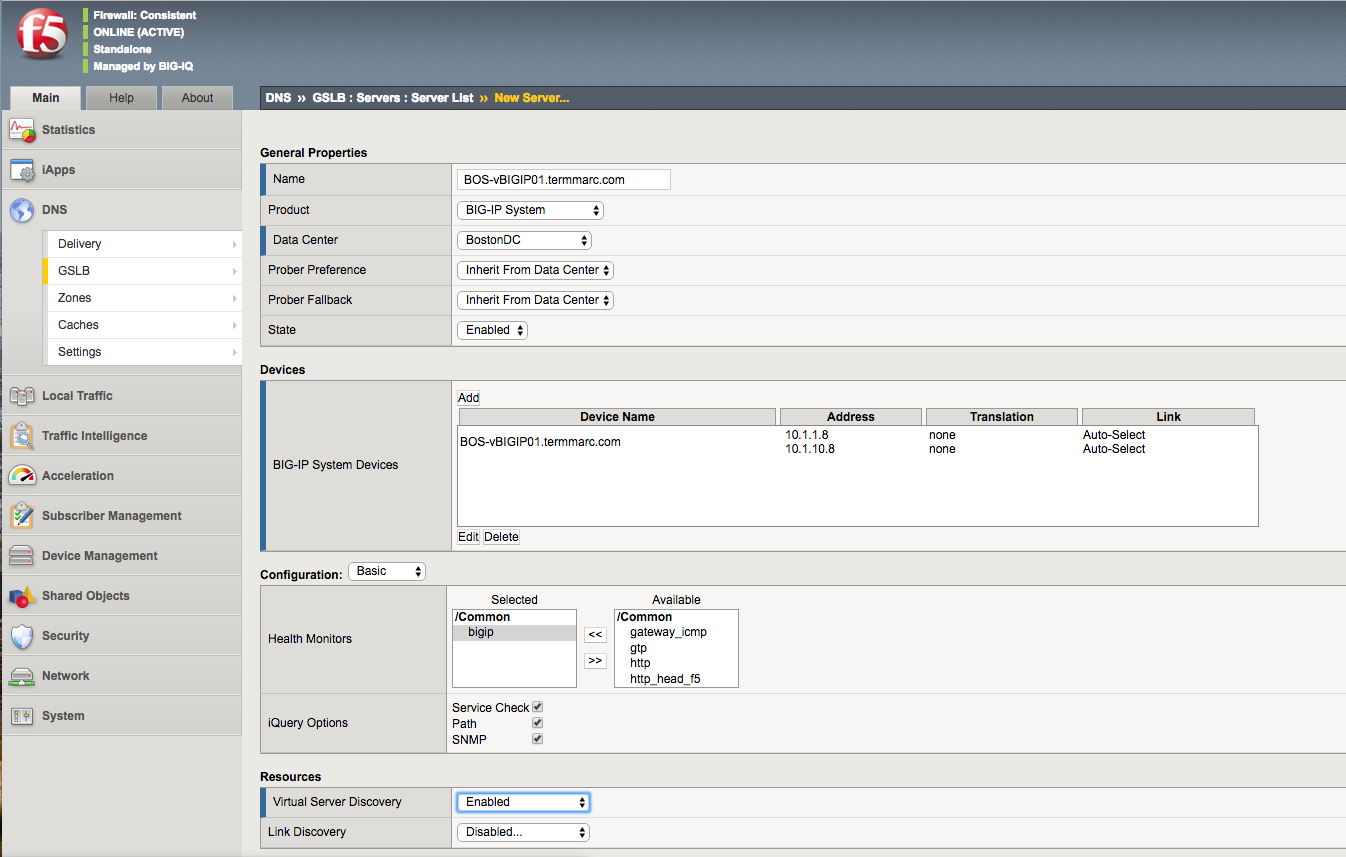 f5
Firewall: Consistent
ONLINE (ACTIVE)
Standalone
Managed by BIG-IQ
Main Help About
DNS » GSLB : Servers : Server List » New Server...
Statistics
iApps
DNS
Delivery
GSLB
Zones
Caches
Settings
Local Traffic
Traffic Intelligence
Acceleration
Subscriber Management
Device Management
Shared Objects
Security
Network
System
General Properties
Name BOS-vBIGIP01.termmarc.com
Product BIG-IP System
Data Center BostonDC
Prober Preference Inherit From Data Center
Prober Fallback Inherit From Data Center
State Enabled
Devices
BIG-IP System Devices
Add
Device Name Address Translation Link
BOS-vBIGIP01.termmarc.com
10.1.1.8 none Auto-Select
10.1.10.8 none Auto-Select
Edit Delete
Configuration: Basic
Health Monitors
Selected Available
/Common /Common
bigip << gateway_icmp
gtp
>> http
http_head_f5
iQuery Options
Service Check
Path
SNMP
Resources
Virtual Server Discovery Enabled
Link Discovery Disabled...